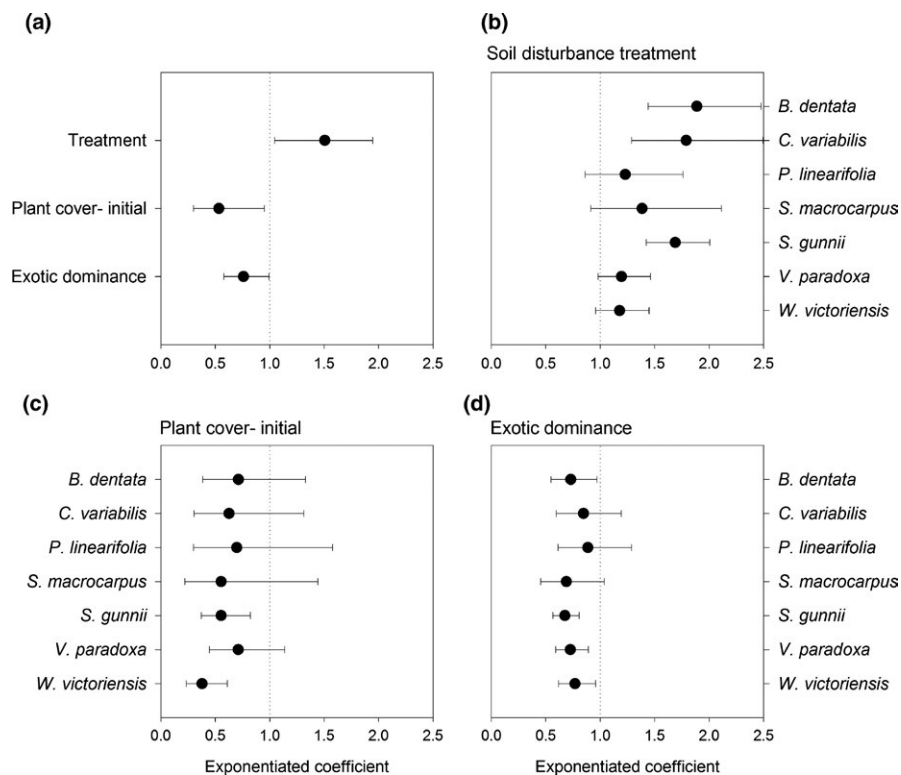 (a)
Treatment
Plant cover- initial
Exotic dominance
0.0 0.5 1.0 1.5 2.0 2.5
(b)
Soil disturbance treatment
B. dentata
C. variabilis
P. linearifolia
S. macrocarpus
S. gunnii
V. paradoxa
W. victoriensis
0.0 0.5 1.0 1.5 2.0 2.5
(c)
Plant cover- initial
B. dentata
C. variabilis
P. linearifolia
S. macrocarpus
S. gunnii
V. paradoxa
W. victoriensis
0.0 0.5 1.0 1.5 2.0 2.5
Exponentiated coefficient
(d)
Exotic dominance
B. dentata
C. variabilis
P. linearifolia
S. macrocarpus
S. gunnii
V. paradoxa
W. victoriensis
0.0 0.5 1.0 1.5 2.0 2.5
Exponentiated coefficient